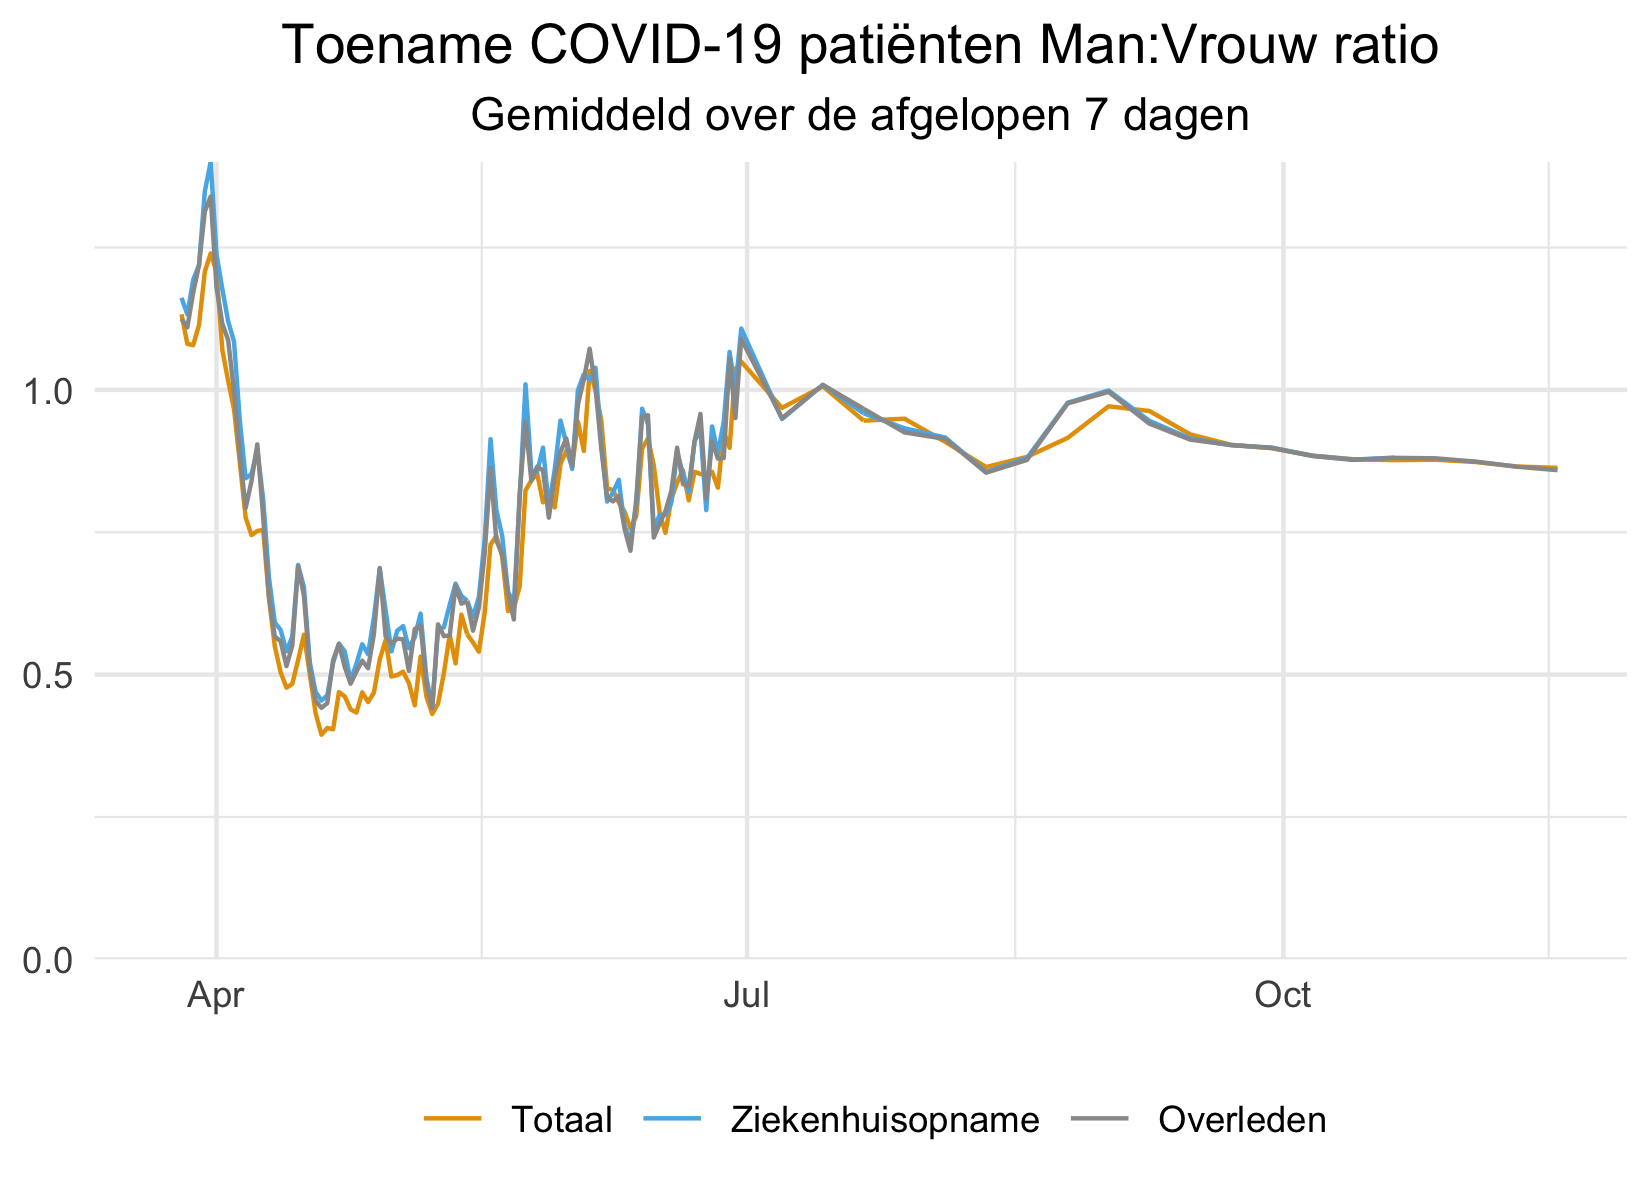 Toename COVID-19 patiënten Man:Vrouw ratio
Gemiddeld over de afgelopen 7 dagen
1.0
0.5
0.0
Apr Jul Oct
Totaal Ziekenhuisopname Overleden